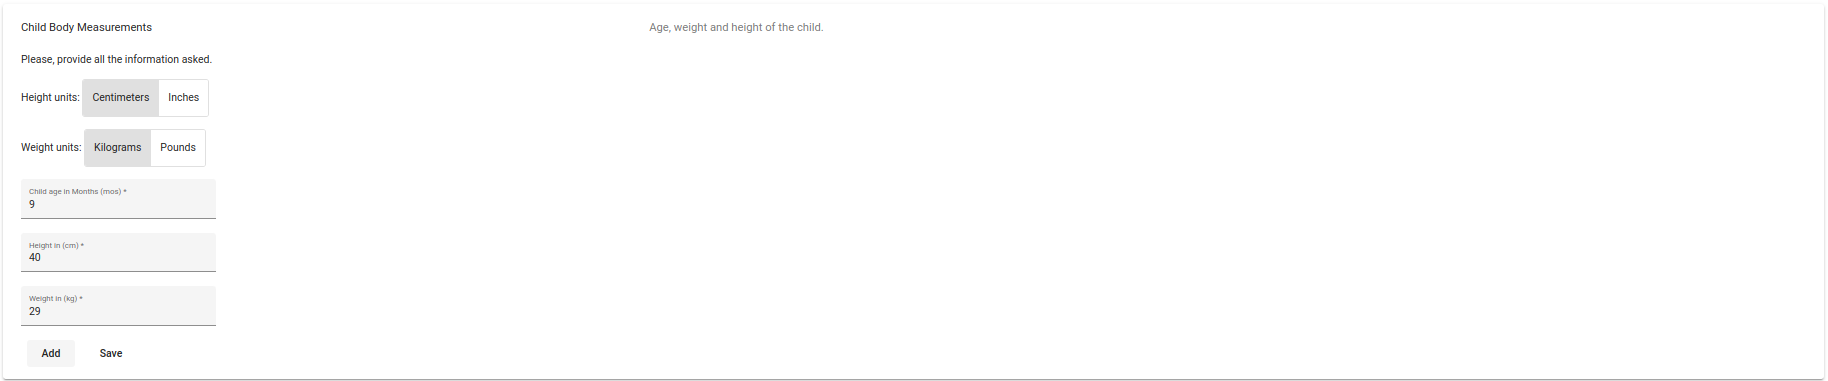 Child Body Measurements
Age, weight and height of the child.
Please, provide all the information asked.
Height units: Centimeters Inches
Weight units: Kilograms Pounds
Child age in Months (mos) *
9
Height in (cm) *
40
Weight in (kg) *
29
Add Save